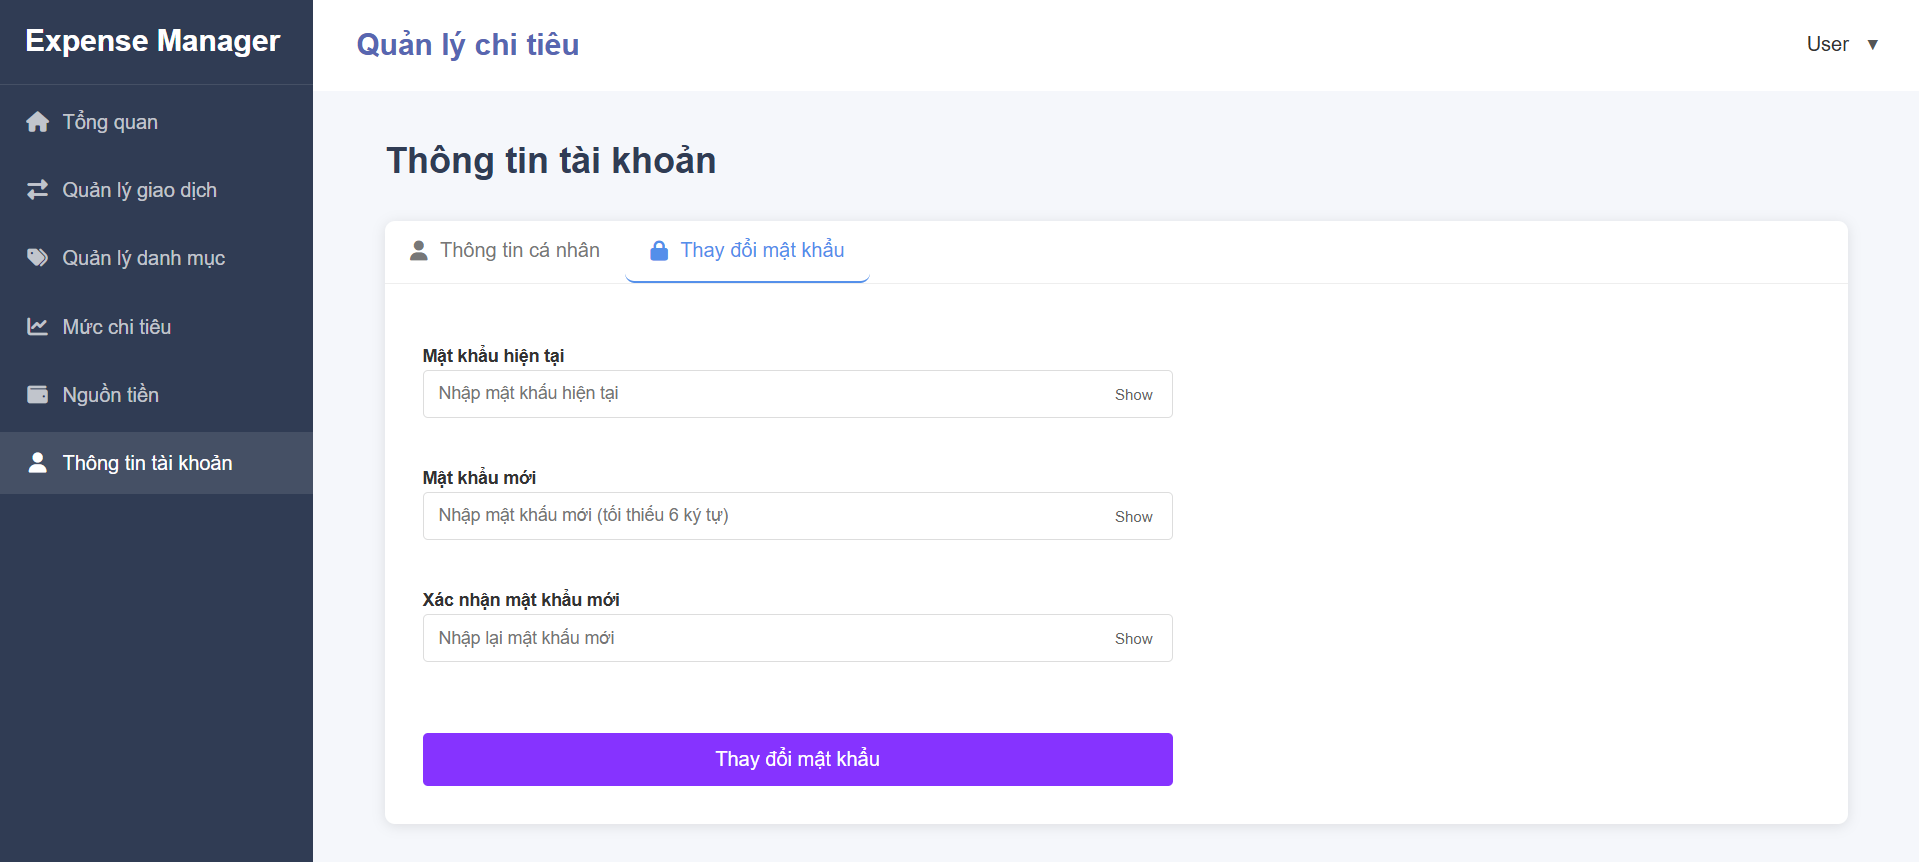 Expense Manager
Tổng quan
Quản lý giao dịch
Quản lý danh mục
Mức chi tiêu
Nguồn tiền
Thông tin tài khoản
Quản lý chi tiêu
User ▼
Thông tin tài khoản
Thông tin cá nhân
Thay đổi mật khẩu
Mật khẩu hiện tại
Nhập mật khẩu hiện tại
Show
Mật khẩu mới
Nhập mật khẩu mới (tối thiểu 6 ký tự)
Show
Xác nhận mật khẩu mới
Nhập lại mật khẩu mới
Show
Thay đổi mật khẩu